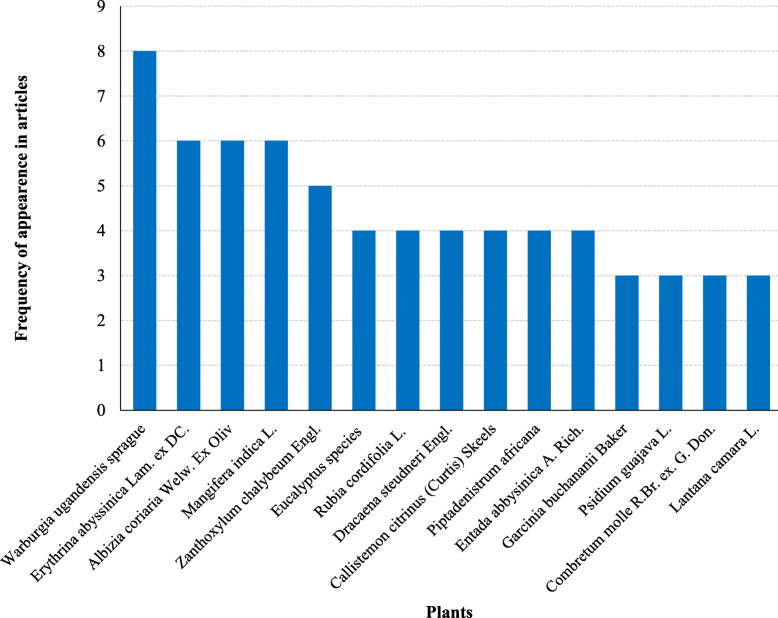 Frequency of appearence in articles
9
8
7
6
5
4
3
2
1
0
Warburgia ugandensis sprague
Erythrina abyssinica Lam. ex DC.
Albizia coriaria Welw. Ex Oliv
Mangifera indica L.
Zanthoxylum chalybeum Engl.
Eucalyptus species
Rubia cordifolia L.
Dracaena steudneri Engl.
Callistemon citrinus (Curtis) Skeels
Piptadenistrum africana
Entada abbysinica A. Rich.
Garcinia buchananii Baker
Psidium guajava L.
Combretum molle R.Br. ex. G. Don.
Lantana camara L.
Plants